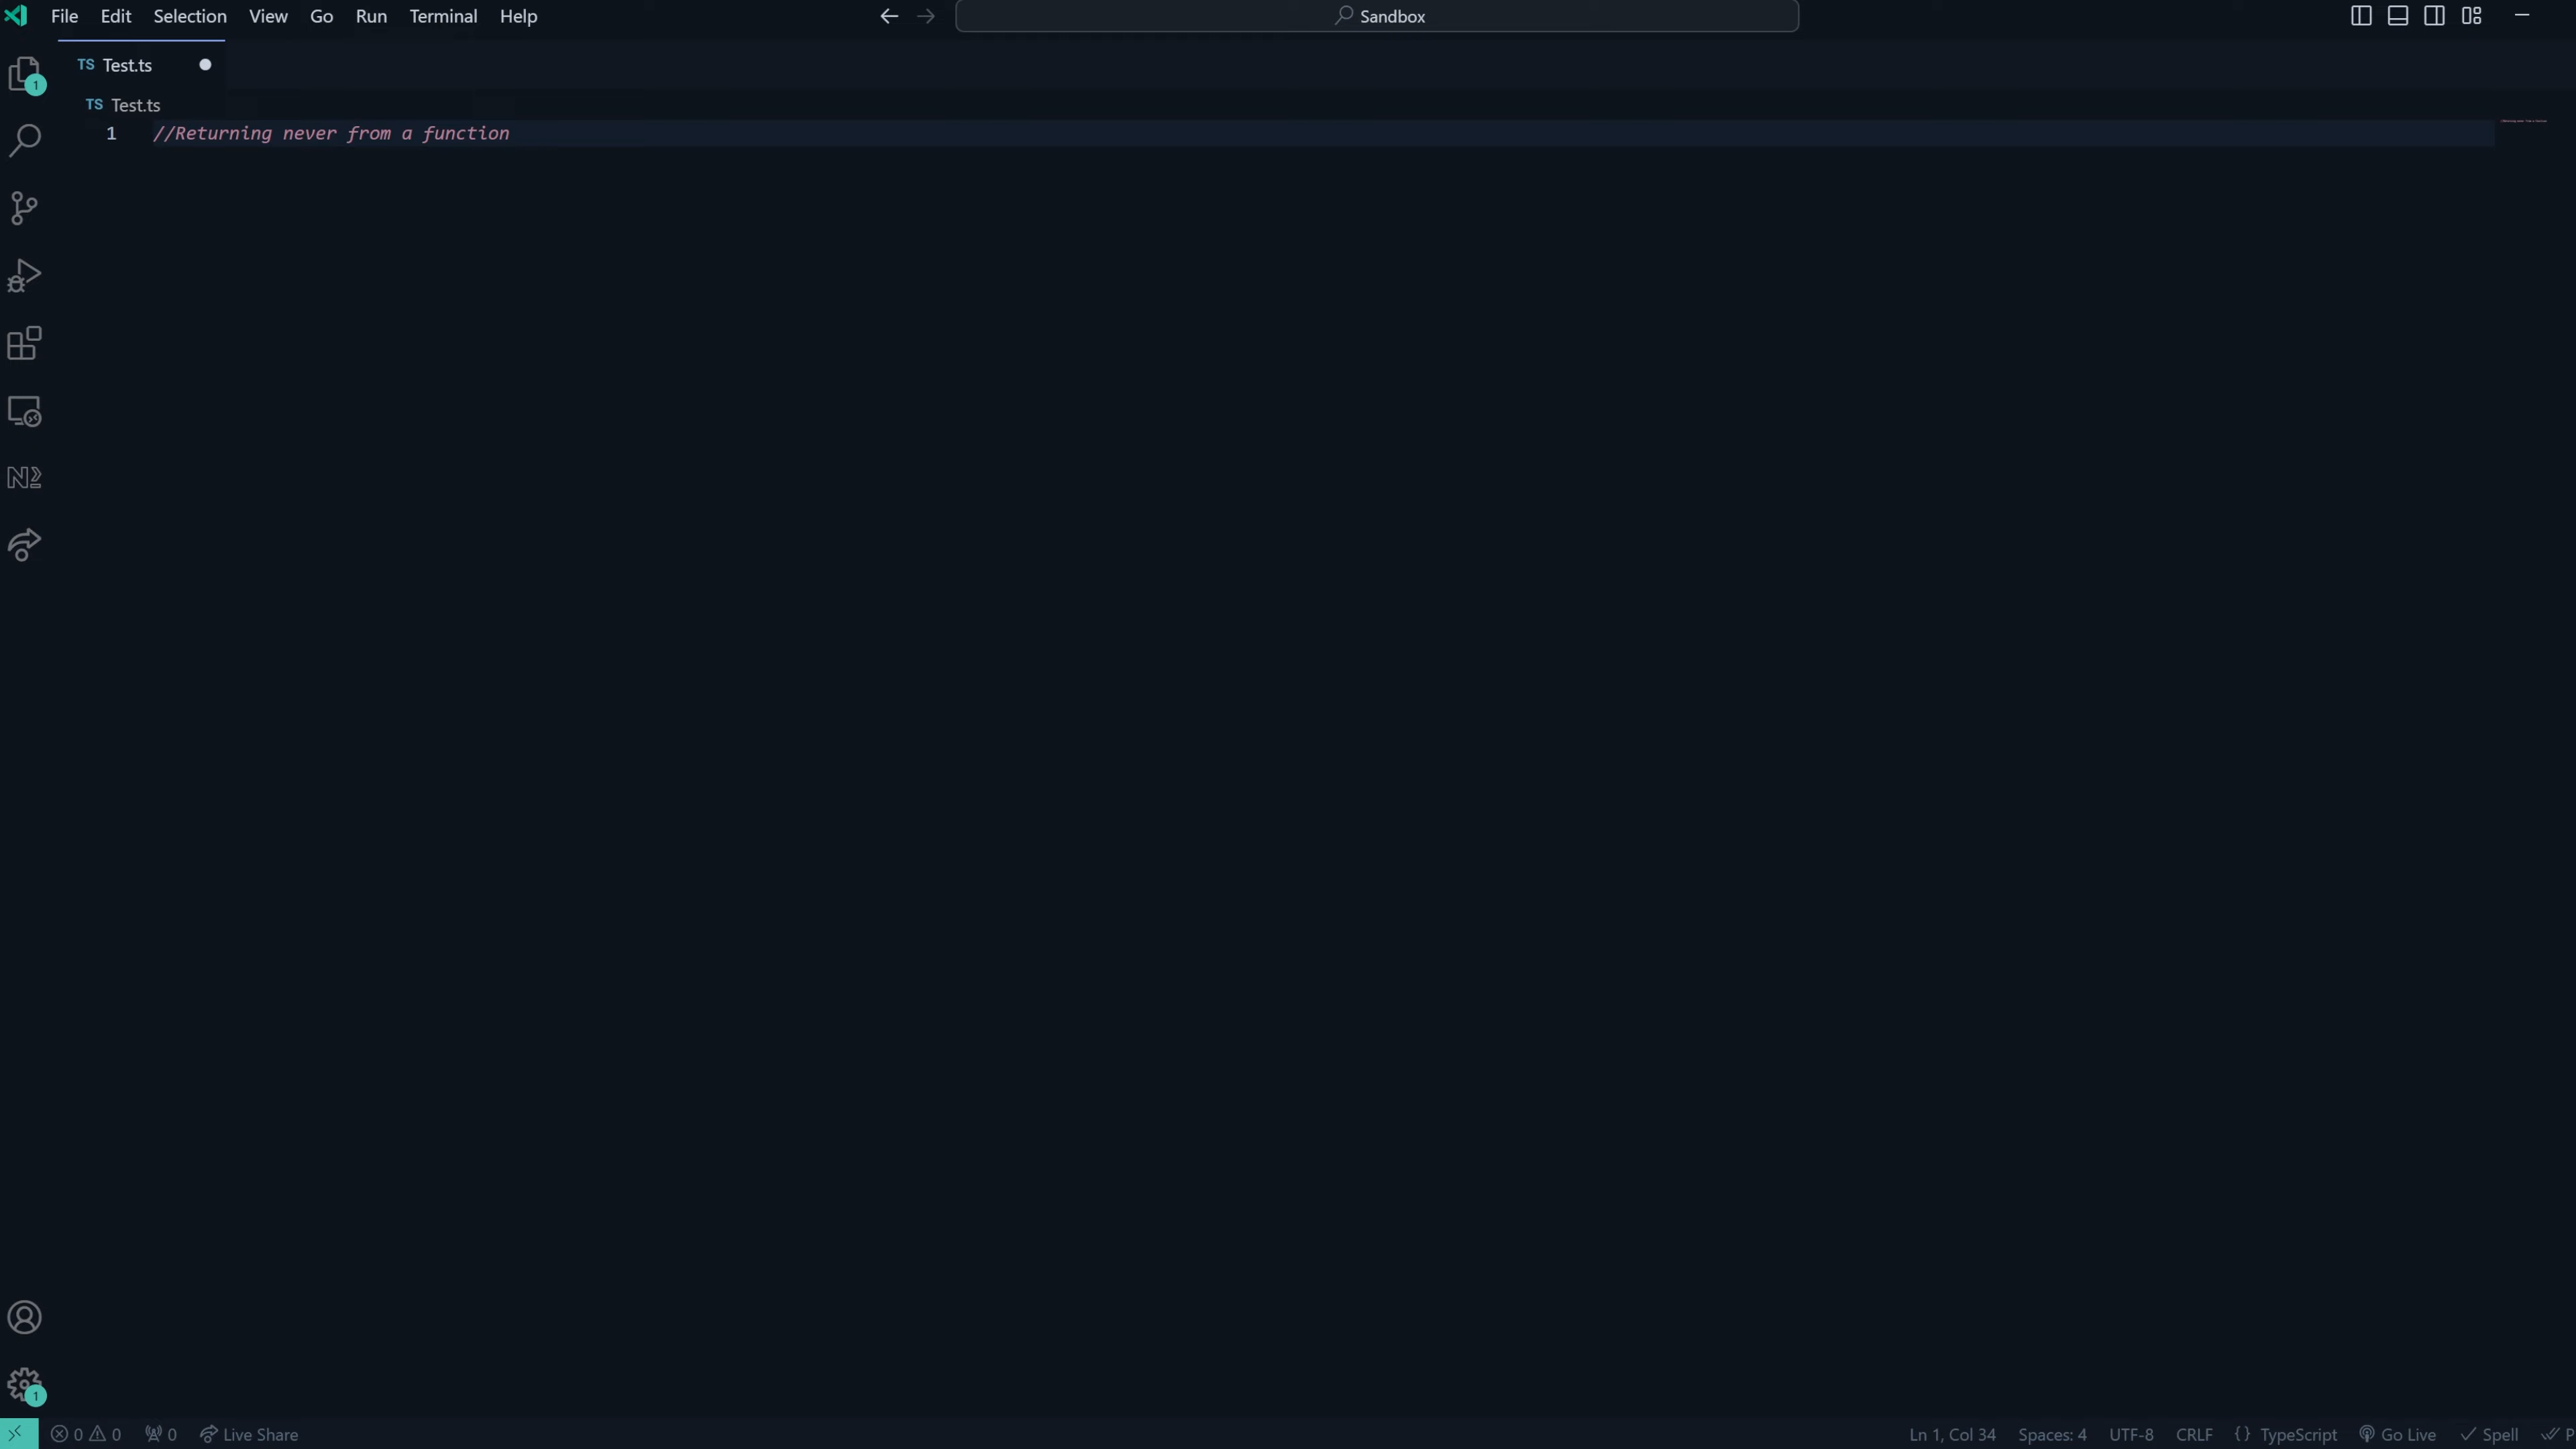 File Edit Selection View Go Run Terminal Help
Sandbox
TS Test.ts
TS Test.ts
1 //Returning never from a function
1
1
0 0 0 Live Share
Ln 1, Col 34 Spaces: 4 UTF-8 CRLF {} TypeScript Go Live Spell P